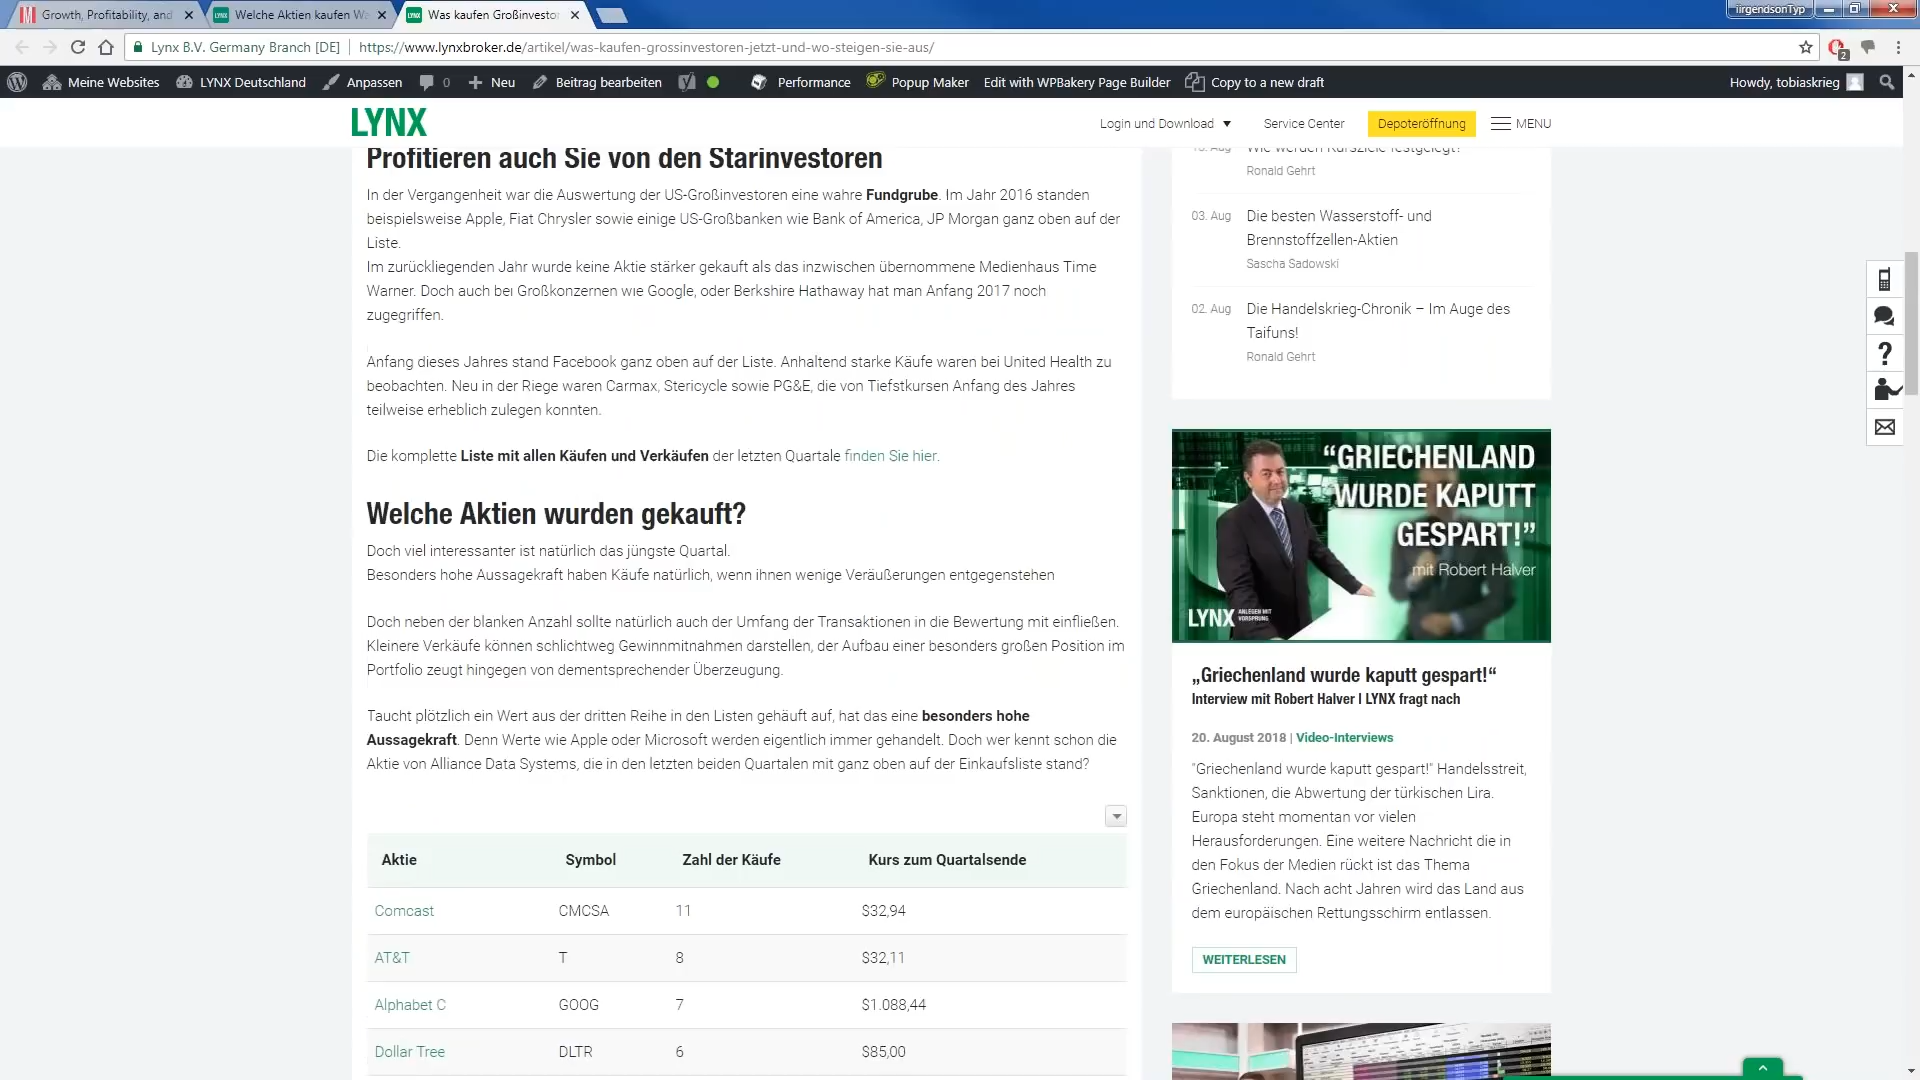 Growth, Profitability, and
Welche Aktien kaufen Wa
Was kaufen Großinvestor
iirgendsonTyp
Lynx B.V. Germany Branch [DE]
https://www.lynxbroker.de/artikel/was-kaufen-grossinvestoren-jetzt-und-wo-steigen-sie-aus/
2
Meine Websites
LYNX Deutschland
Anpassen
0
Neu
Beitrag bearbeiten
Performance
Popup Maker
Edit with WPBakery Page Builder
Copy to a new draft
Howdy, tobiaskrieg
LYNX
Login und Download
Service Center
Depoteröffnung
MENU
Profitieren auch Sie von den Starinvestoren
In der Vergangenheit war die Auswertung der US-Großinvestoren eine wahre Fundgrube. Im Jahr 2016 standen
beispielsweise Apple, Fiat Chrysler sowie einige US-Großbanken wie Bank of America, JP Morgan ganz oben auf der
Liste.
Im zurückliegenden Jahr wurde keine Aktie stärker gekauft als das inzwischen übernommene Medienhaus Time
Warner. Doch auch bei Großkonzernen wie Google, oder Berkshire Hathaway hat man Anfang 2017 noch
zugegriffen.
Anfang dieses Jahres stand Facebook ganz oben auf der Liste. Anhaltend starke Käufe waren bei United Health zu
beobachten. Neu in der Riege waren Carmax, Stericycle sowie PG&E, die von Tiefstkursen Anfang des Jahres
teilweise erheblich zulegen konnten.
Die komplette Liste mit allen Käufen und Verkäufen der letzten Quartale finden Sie hier.
Welche Aktien wurden gekauft?
Doch viel interessanter ist natürlich das jüngste Quartal.
Besonders hohe Aussagekraft haben Käufe natürlich, wenn ihnen wenige Veräußerungen entgegenstehen
Doch neben der blanken Anzahl sollte natürlich auch der Umfang der Transaktionen in die Bewertung mit einfließen.
Kleinere Verkäufe können schlichtweg Gewinnmitnahmen darstellen, der Aufbau einer besonders großen Position im
Portfolio zeugt hingegen von dementsprechender Überzeugung.
Taucht plötzlich ein Wert aus der dritten Reihe in den Listen gehäuft auf, hat das eine besonders hohe
Aussagekraft. Denn Werte wie Apple oder Microsoft werden eigentlich immer gehandelt. Doch wer kennt schon die
Aktie von Alliance Data Systems, die in den letzten beiden Quartalen mit ganz oben auf der Einkaufsliste stand?
Aktie Symbol Zahl der Käufe Kurs zum Quartalsende
Comcast CMCSA 11 $32,94
AT&T T 8 $32,11
Alphabet C GOOG 7 $1.088,44
Dollar Tree DLTR 6 $85,00
13. Aug Wie werden Kursziele festgelegt?
Ronald Gehrt
03. Aug Die besten Wasserstoff- und
Brennstoffzellen-Aktien
Sascha Sadowski
02. Aug Die Handelskrieg-Chronik – Im Auge des
Taifuns!
Ronald Gehrt
“GRIECHENLAND
WURDE KAPUTT
GESPART!”
mit Robert Halver
LYNX ANLEGEN MIT
VORSPRUNG
„Griechenland wurde kaputt gespart!“
Interview mit Robert Halver I LYNX fragt nach
20. August 2018 | Video-Interviews
"Griechenland wurde kaputt gespart!" Handelsstreit,
Sanktionen, die Abwertung der türkischen Lira.
Europa steht momentan vor vielen
Herausforderungen. Eine weitere Nachricht die in
den Fokus der Medien rückt ist das Thema
Griechenland. Nach acht Jahren wird das Land aus
dem europäischen Rettungsschirm entlassen.
WEITERLESEN